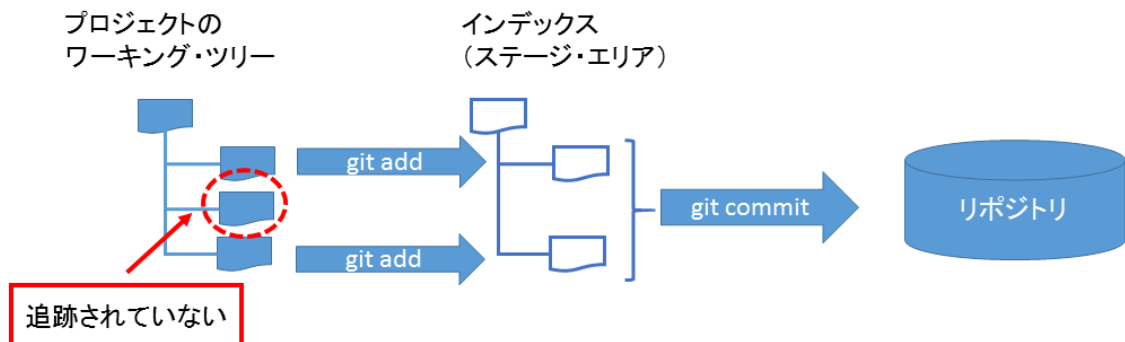 プロジェクトの
ワーキング・ツリー
インデックス
（ステージ・エリア）
git add
git add
git commit
リポジトリ
追跡されていない